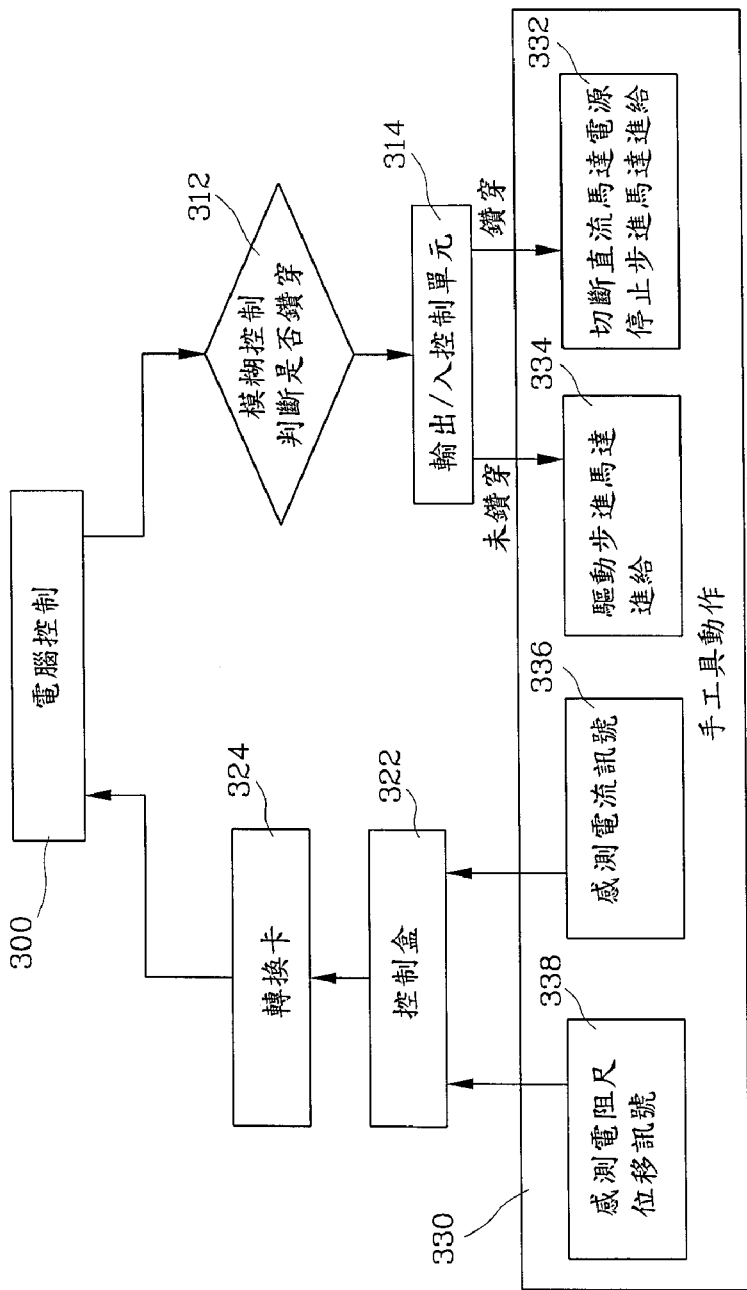 電腦控制
300
312
模糊控制
判斷是否鑽穿
324
轉換卡
314
輸出/入控制單元
322
控制盒
未鑽穿
鑽穿
330
338
感測電阻尺
位移訊號
336
感測電流訊號
334
驅動步進馬達
進給
332
切斷直流馬達電源
停止步進馬達進給
手工具動作